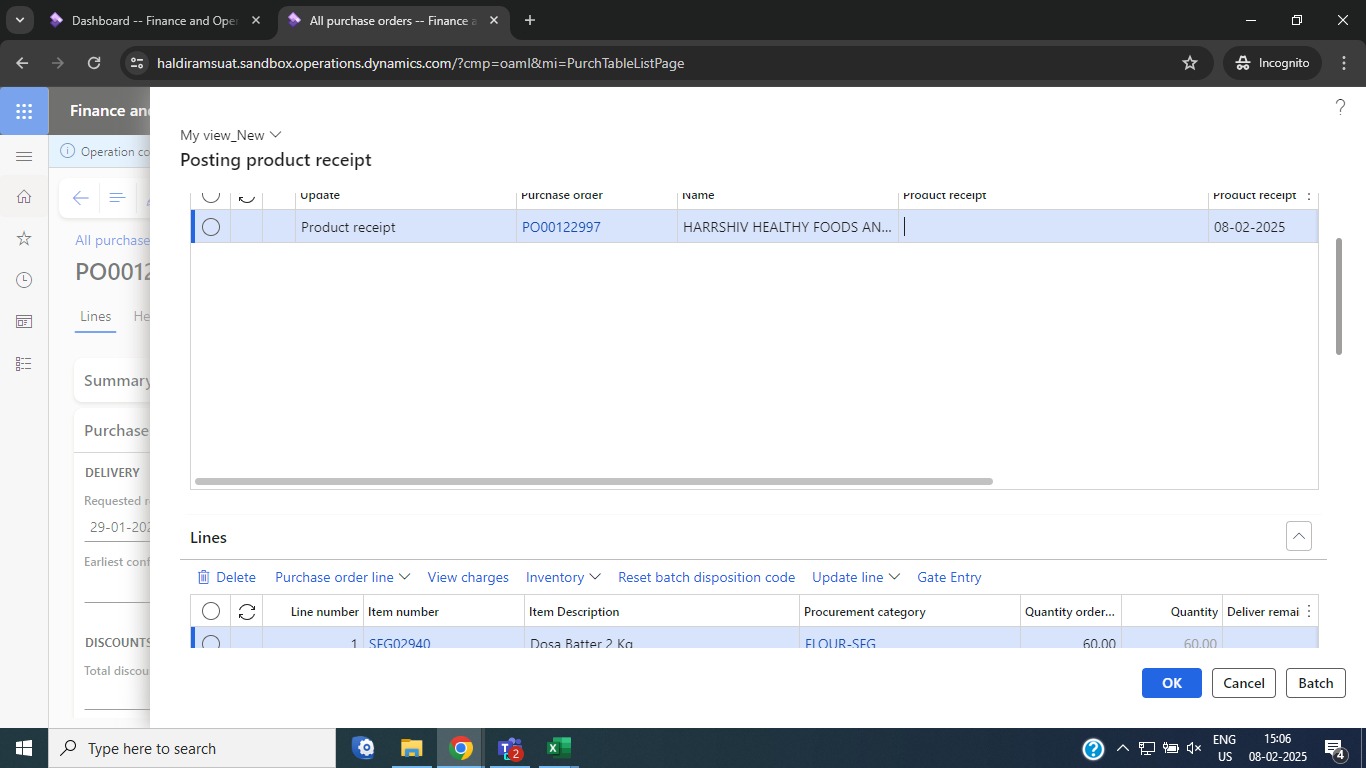 Dashboard -- Finance and Ope
All purchase orders -- Finance a
haldiramsuat.sandbox.operations.dynamics.com/?cmp=oaml&mi=PurchTableListPage
Incognito
Finance an
Operation co
All purchase
PO0012
Lines He
Summary
Purchase
DELIVERY
Requested r
29-01-202
Earliest conf
DISCOUNTS
Total discou
?
My view_New
Posting product receipt
Update Purchase order Name Product receipt Product receipt
Product receipt PO00122997 HARRSHIV HEALTHY FOODS AN... 08-02-2025
Lines
Delete Purchase order line View charges Inventory Reset batch disposition code Update line Gate Entry
Line number Item number Item Description Procurement category Quantity order... Quantity Deliver remai
1 SFG02940 Dosa Batter 2 Kg FLOUR-SFG 60.00 60.00
OK Cancel Batch
Type here to search
2
ENG
US
15:06
08-02-2025
4